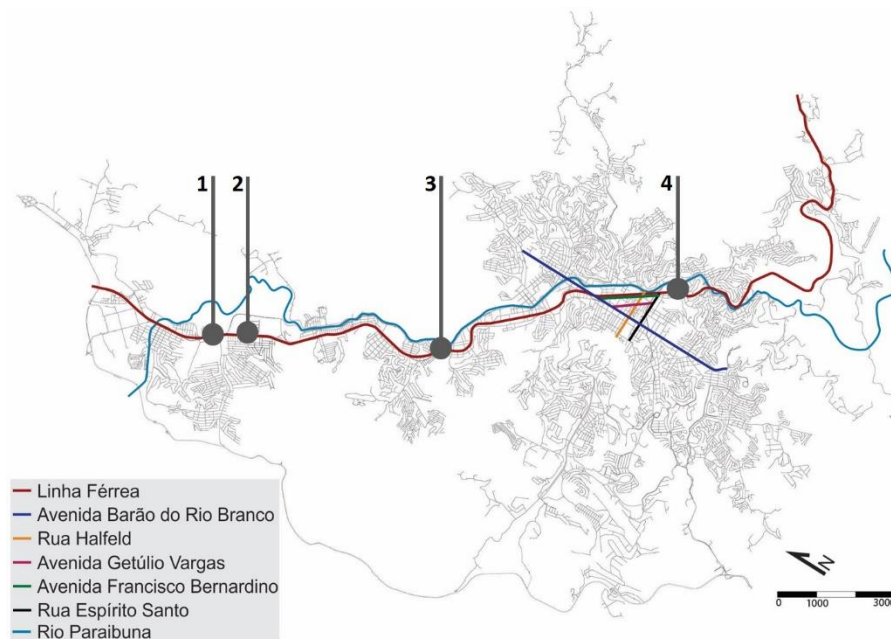 1
2
3
4
Linha Férrea
Avenida Barão do Rio Branco
Rua Halfeld
Avenida Getúlio Vargas
Avenida Francisco Bernardino
Rua Espírito Santo
Rio Paraibuna
N
0 1000 3000